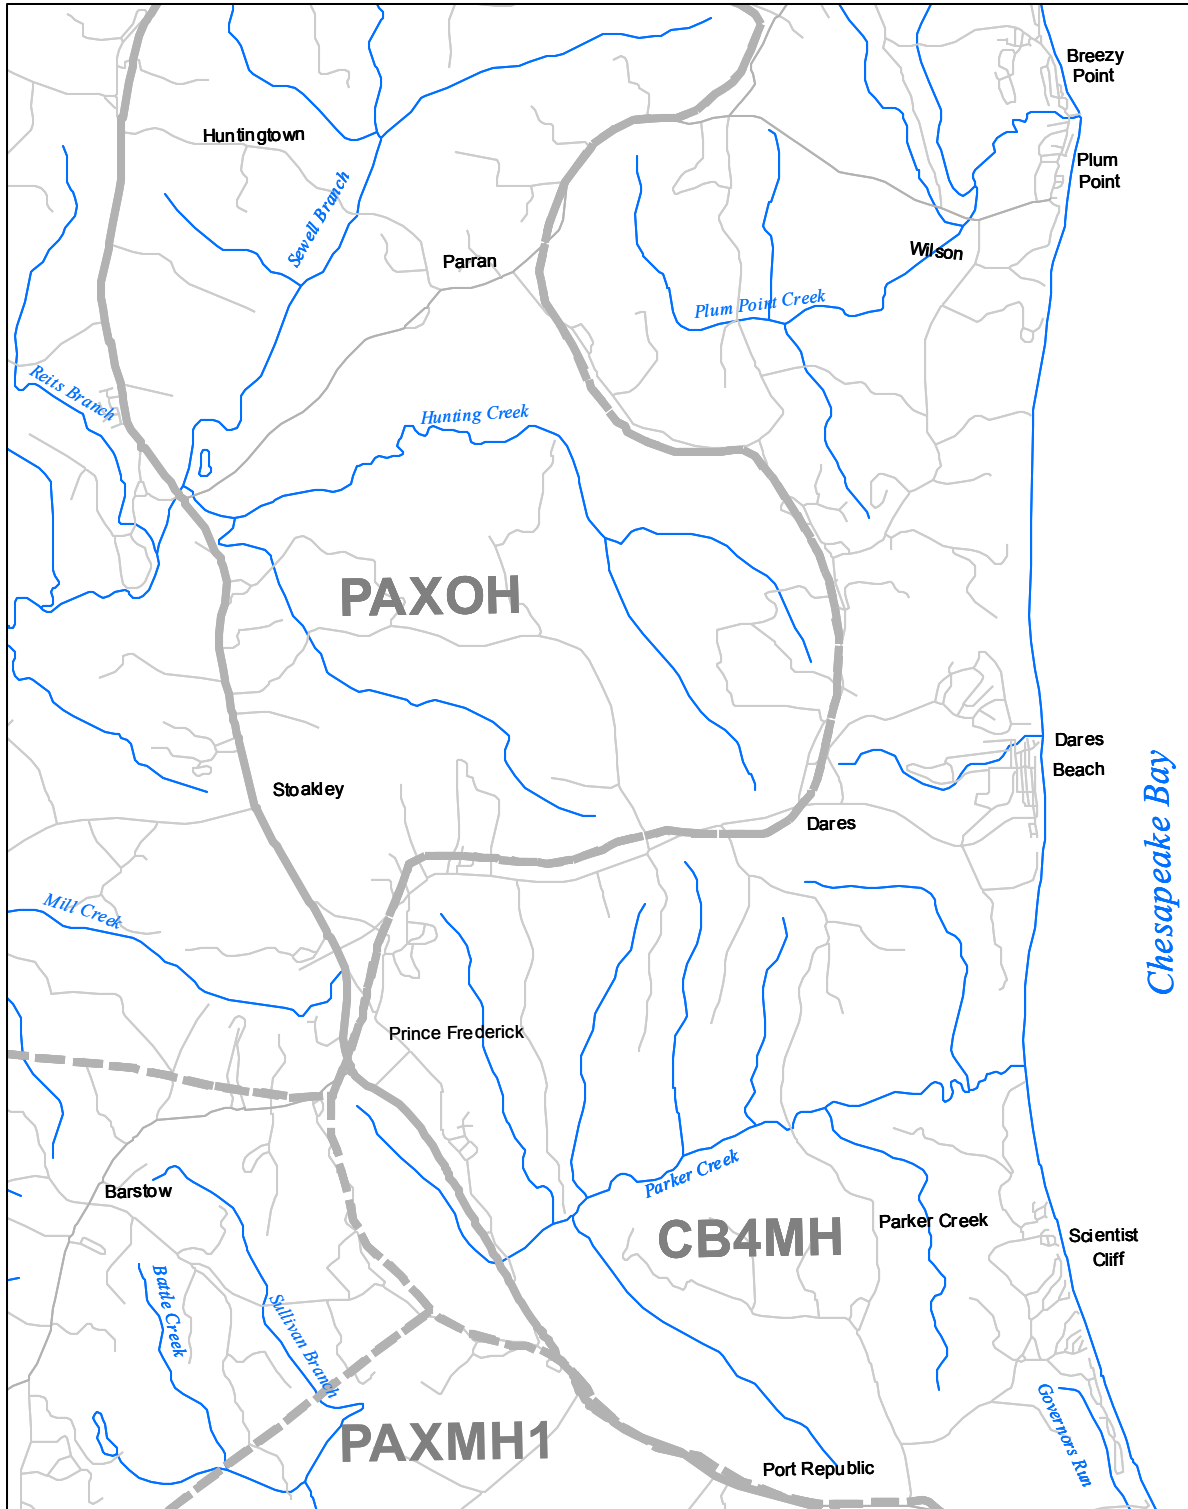 Breezy
Point
Huntingtown
Plum
Point
Sewell Branch
Parran
Wilson
Plum Point Creek
Reits Branch
Hunting Creek
PAXOH
Dares
Beach
Chesapeake Bay
Stoakley
Dares
Mill Creek
Prince Frederick
Parker Creek
Barstow
CB4MH
Parker Creek
Scientist
Cliff
Battle Creek
Sullivan Branch
Governors Run
PAXMH1
Port Republic